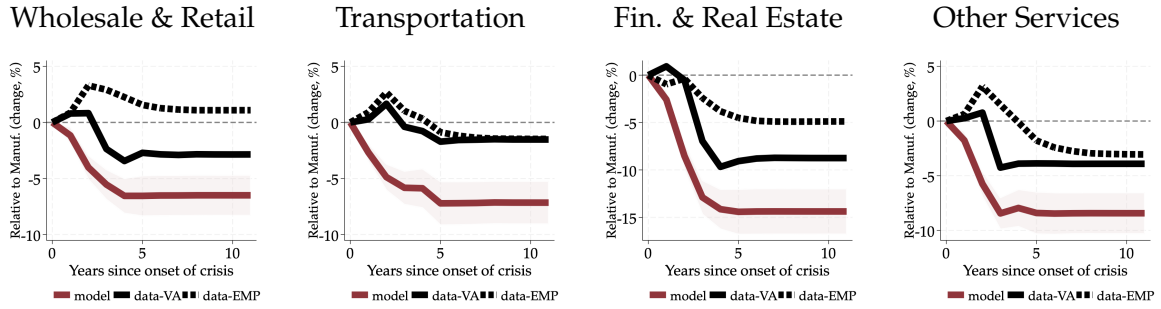 Wholesale & Retail
Relative to Manuf. (change, %)
5
0
-5
-10
0 5 10
Years since onset of crisis
model data-VA data-EMP
Transportation
Relative to Manuf. (change, %)
5
0
-5
-10
0 5 10
Years since onset of crisis
model data-VA data-EMP
Fin. & Real Estate
Relative to Manuf. (change, %)
0
-5
-10
-15
0 5 10
Years since onset of crisis
model data-VA data-EMP
Other Services
Relative to Manuf. (change, %)
5
0
-5
-10
0 5 10
Years since onset of crisis
model data-VA data-EMP